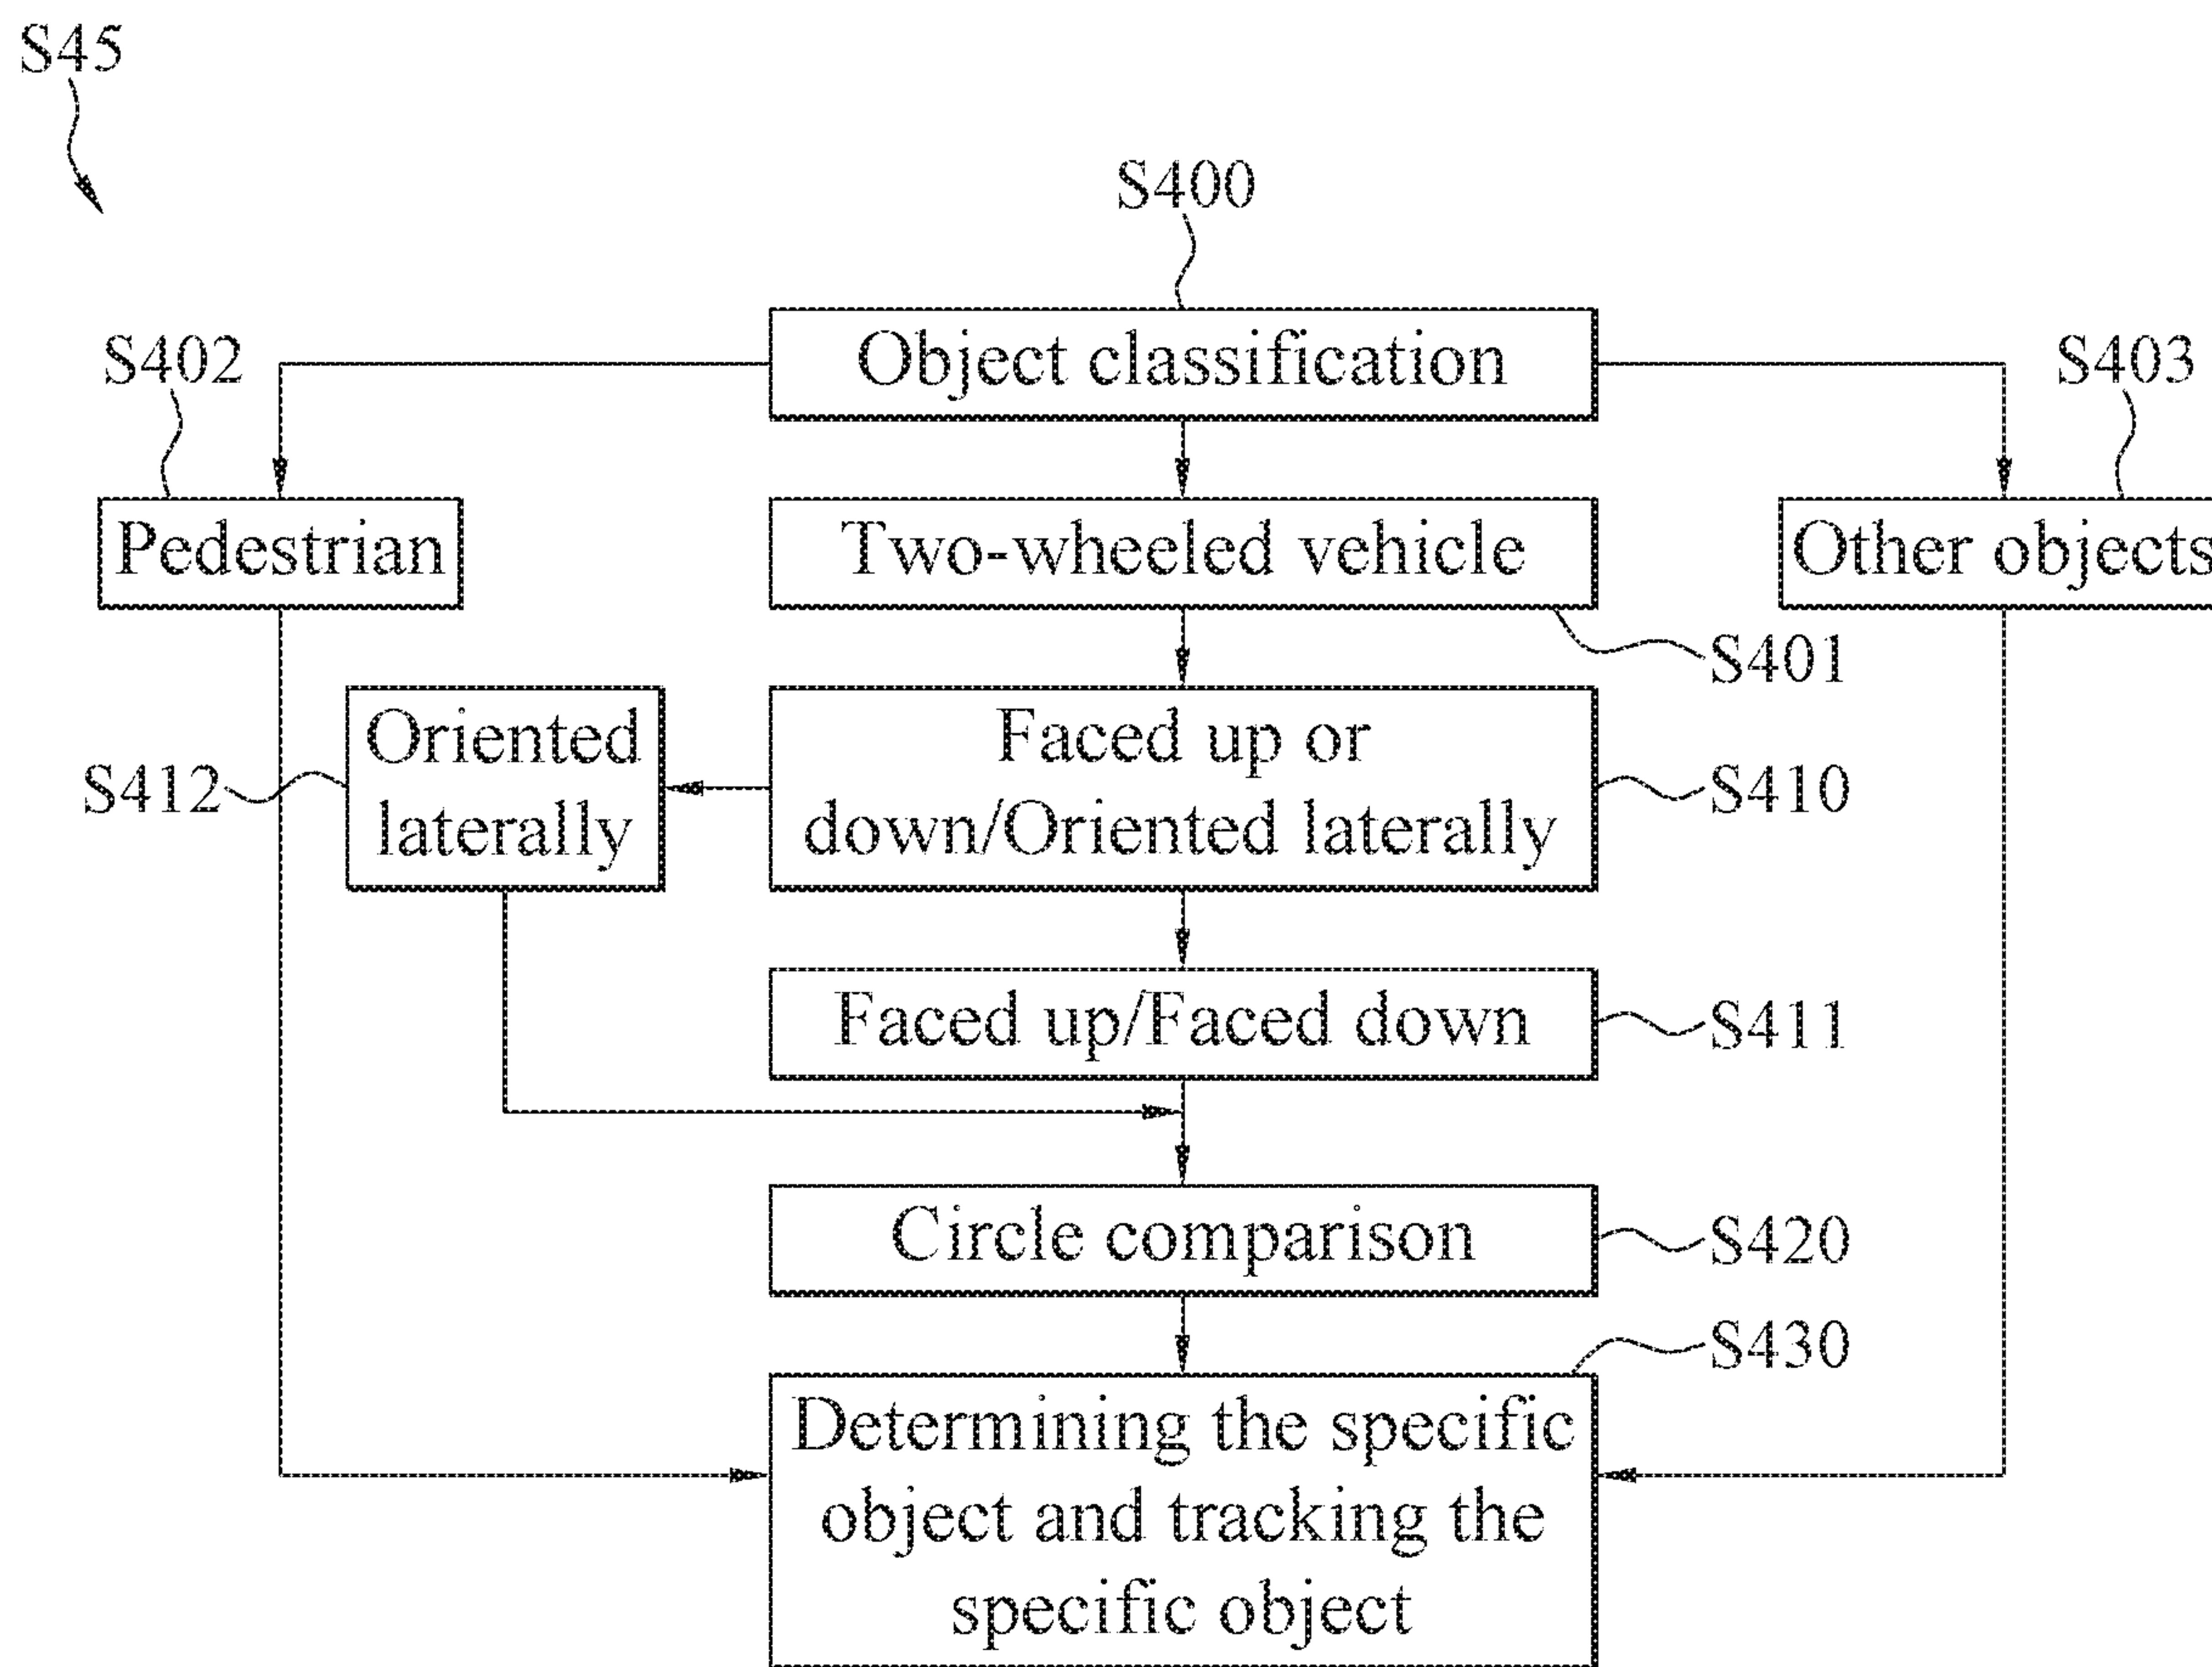 S45
S400
Object classification
S402
S403
Pedestrian
Two-wheeled vehicle
Other objects
S401
Oriented
laterally
S412
Faced up or
down/Oriented laterally
S410
Faced up/Faced down
S411
Circle comparison
S420
S430
Determining the specific
object and tracking the
specific object